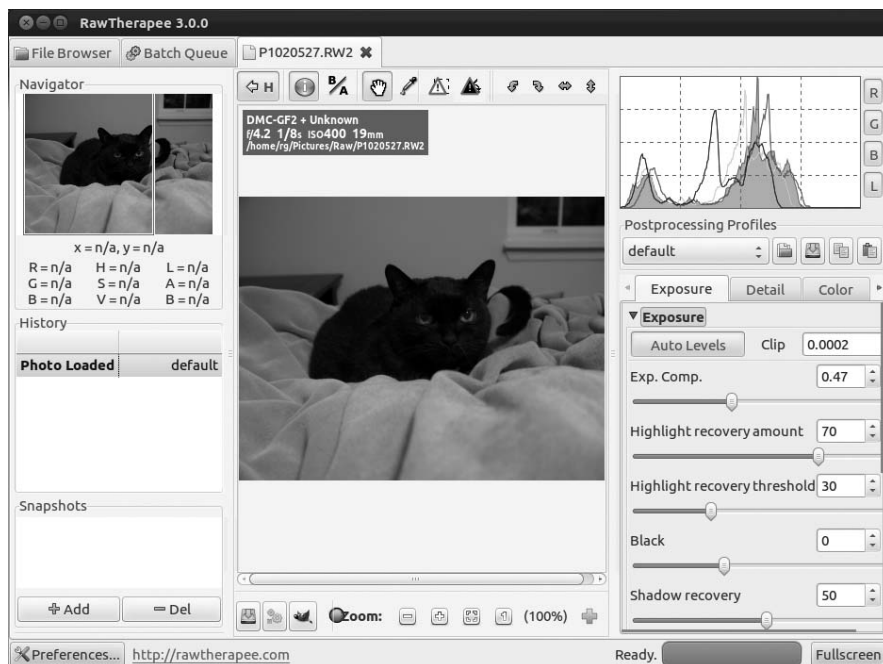 RawTherapee 3.0.0
File Browser
Batch Queue
P1020527.RW2
Navigator
x = n/a, y = n/a
R = n/a H = n/a L = n/a
G = n/a S = n/a A = n/a
B = n/a V = n/a B = n/a
History
Photo Loaded default
Snapshots
Add
Del
H
B/A
DMC-GF2 + Unknown
f/4.2 1/8s ISO400 19mm
/home/rg/Pictures/Raw/P1020527.RW2
Zoom:
1
(100%)
R
G
B
L
Postprocessing Profiles
default
Exposure
Detail
Color
Exposure
Auto Levels Clip 0.0002
Exp. Comp. 0.47
Highlight recovery amount 70
Highlight recovery threshold 30
Black 0
Shadow recovery 50
Preferences...
http://rawtherapee.com
Ready.
Fullscreen